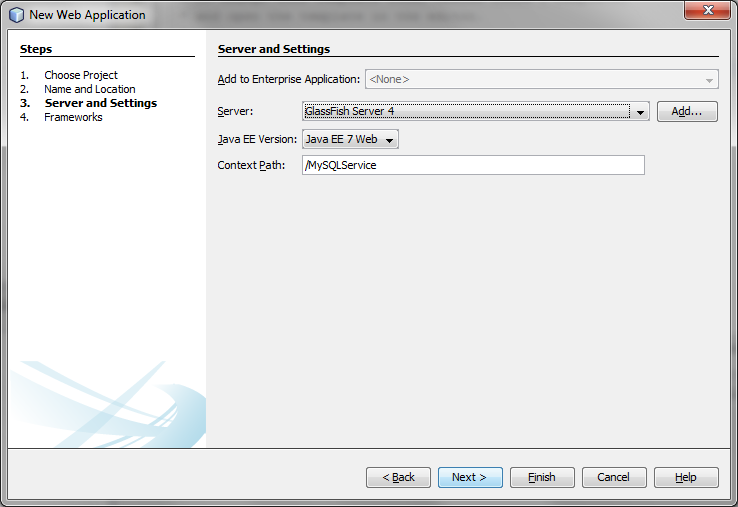 New Web Application
Steps
1. Choose Project
2. Name and Location
3. Server and Settings
4. Frameworks
Server and Settings
Add to Enterprise Application: <None>
Server: GlassFish Server 4 Add...
Java EE Version: Java EE 7 Web
Context Path: /MySQLService
< Back Next > Finish Cancel Help